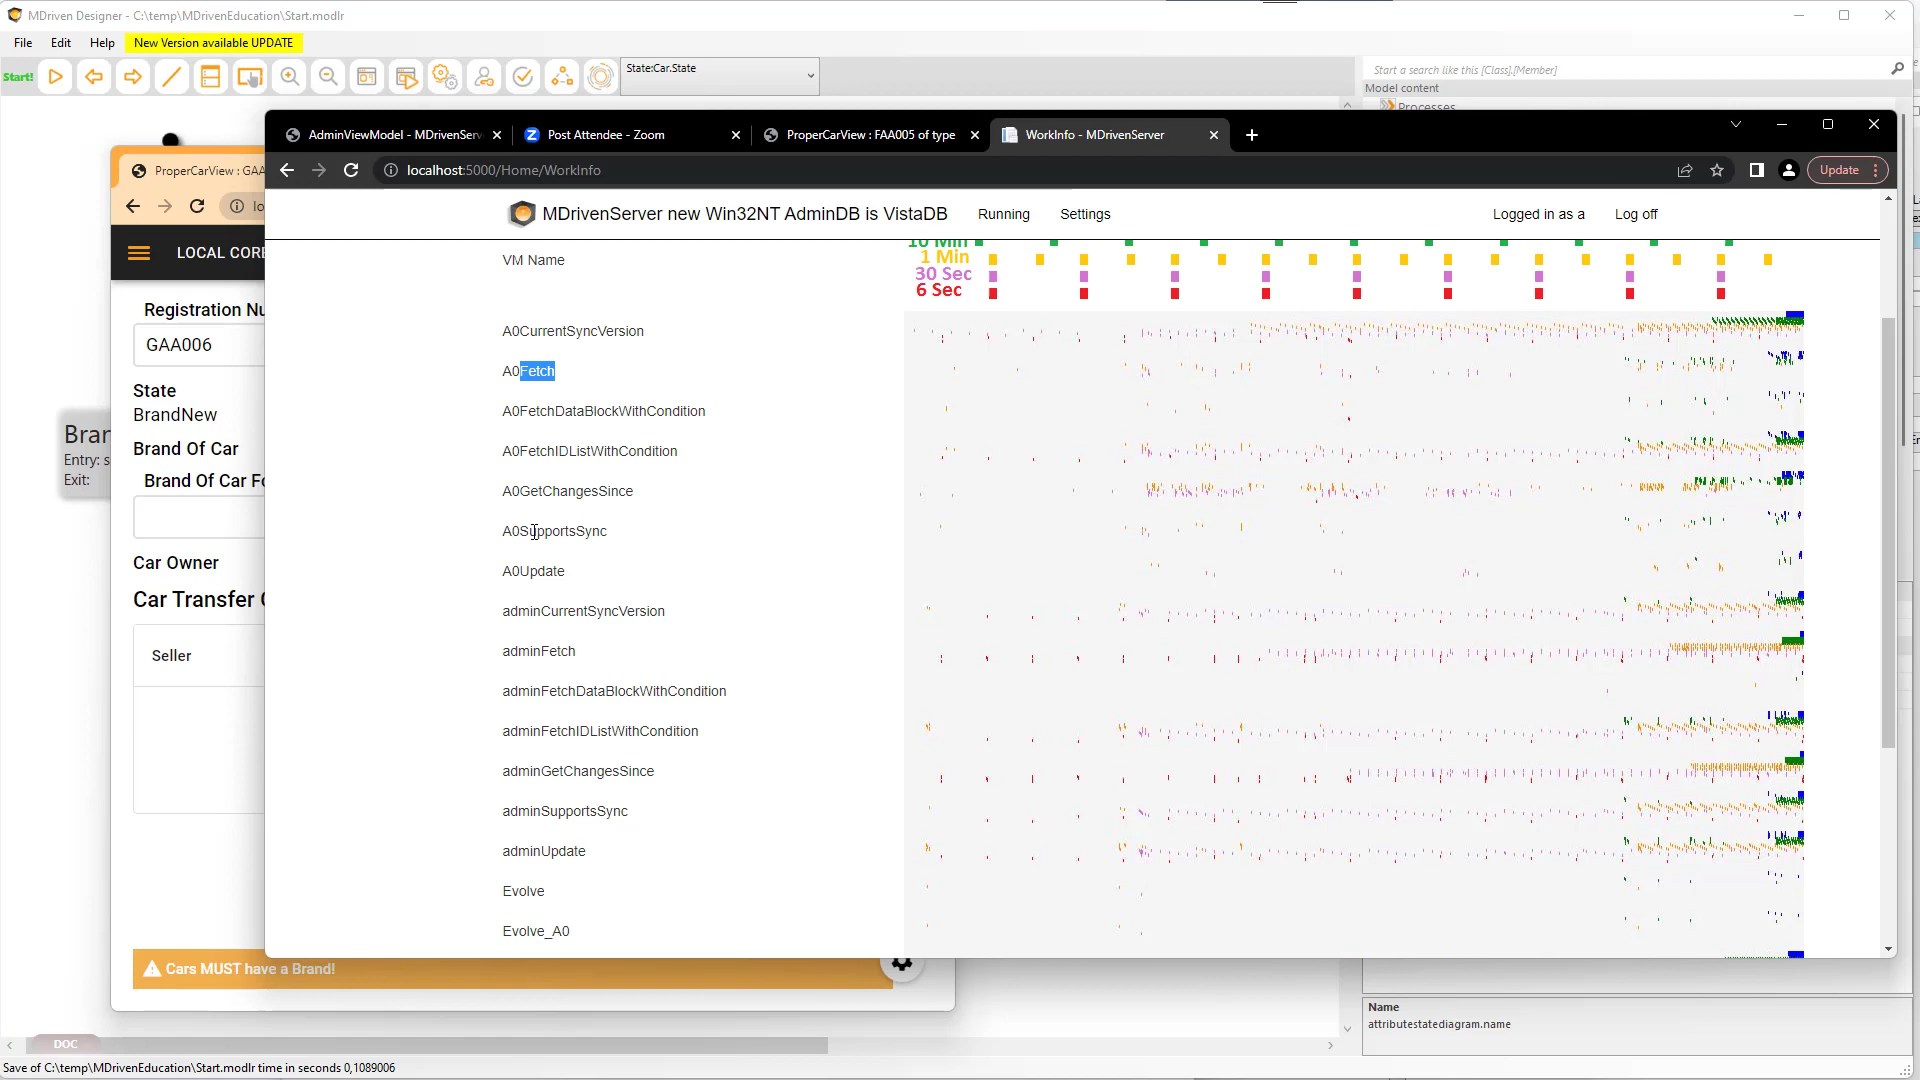 MDriven Designer - C:\temp\MDrivenEducation\Start.modlr
File Edit Help New Version available UPDATE
Start!
State:Car.State
Start a search like this [Class].[Member]
Model content
Processes
AdminViewModel - MDrivenServ
Post Attendee - Zoom
ProperCarView : FAA005 of type
WorkInfo - MDrivenServer
localhost:5000/Home/WorkInfo
Update
MDrivenServer new Win32NT AdminDB is VistaDB Running Settings Logged in as a Log off
ProperCarView : GAA
LOCAL CORE
Registration Nu
GAA006
State
BrandNew
Brand Of Car
Brand Of Car Fo
Car Owner
Car Transfer
Seller
Cars MUST have a Brand!
Bran
Entry: s
Exit:
VM Name
10 Min
1 Min
30 Sec
6 Sec
A0CurrentSyncVersion
A0Fetch
A0FetchDataBlockWithCondition
A0FetchIDListWithCondition
A0GetChangesSince
A0SupportsSync
A0Update
adminCurrentSyncVersion
adminFetch
adminFetchDataBlockWithCondition
adminFetchIDListWithCondition
adminGetChangesSince
adminSupportsSync
adminUpdate
Evolve
Evolve_A0
Name
attributestatediagram.name
DOC
Save of C:\temp\MDrivenEducation\Start.modlr time in seconds 0,1089006